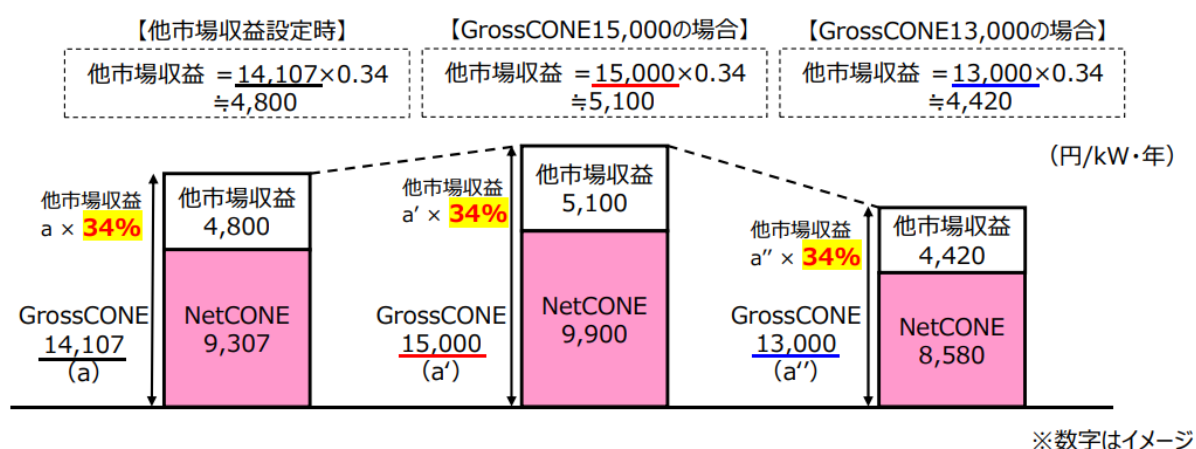 【他市場収益設定時】
他市場収益 =14,107×0.34
≒4,800
【GrossCONE15,000の場合】
他市場収益 =15,000×0.34
≒5,100
【GrossCONE13,000の場合】
他市場収益 =13,000×0.34
≒4,420
(円/kW・年)
他市場収益
a × 34%
他市場収益
4,800
GrossCONE
14,107
(a)
NetCONE
9,307
他市場収益
a′ × 34%
他市場収益
5,100
GrossCONE
15,000
(a‘)
NetCONE
9,900
他市場収益
a′′ × 34%
他市場収益
4,420
GrossCONE
13,000
(a‘’)
NetCONE
8,580
※数字はイメージ